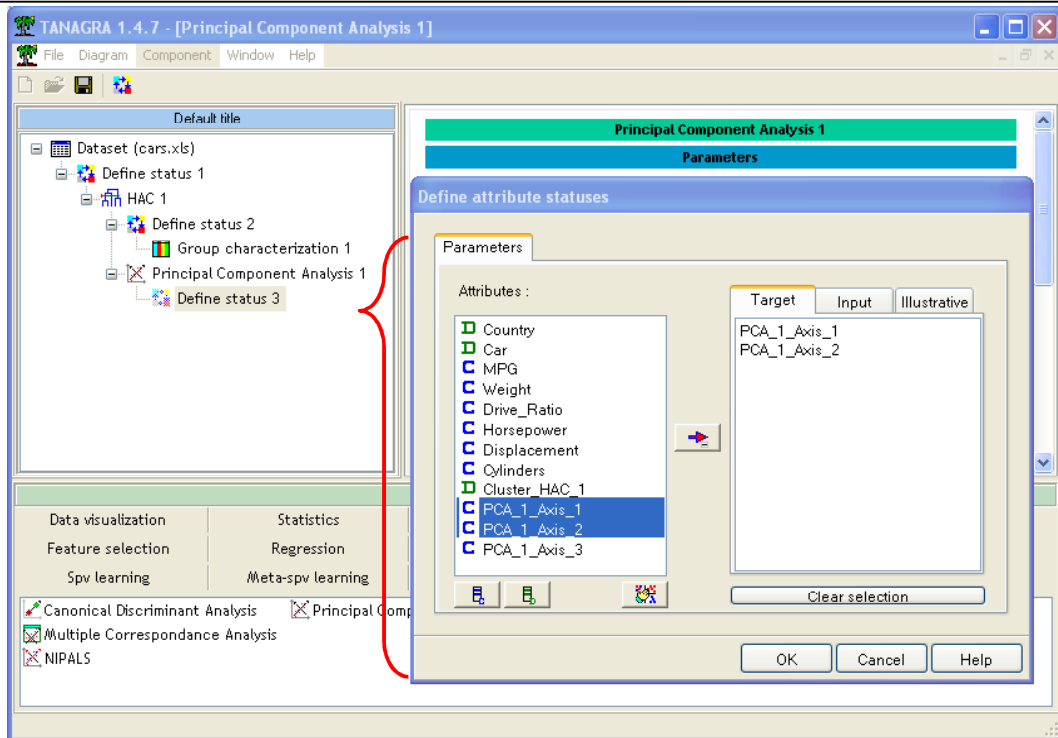 TANAGRA 1.4.7 - [Principal Component Analysis 1]
File Diagram Component Window Help
Default title
Dataset (cars.xls)
Define status 1
HAC 1
Define status 2
Group characterization 1
Principal Component Analysis 1
Define status 3
Principal Component Analysis 1
Parameters
Define attribute statuses
Parameters
Attributes :
Country
Car
MPG
Weight
Drive_Ratio
Horsepower
Displacement
Cylinders
Cluster_HAC_1
PCA_1_Axis_1
PCA_1_Axis_2
PCA_1_Axis_3
Target Input Illustrative
PCA_1_Axis_1
PCA_1_Axis_2
Clear selection
OK Cancel Help
Data visualization Statistics
Feature selection Regression
Spv learning Meta-spv learning
Canonical Discriminant Analysis Principal Comp
Multiple Correspondance Analysis
NIPALS